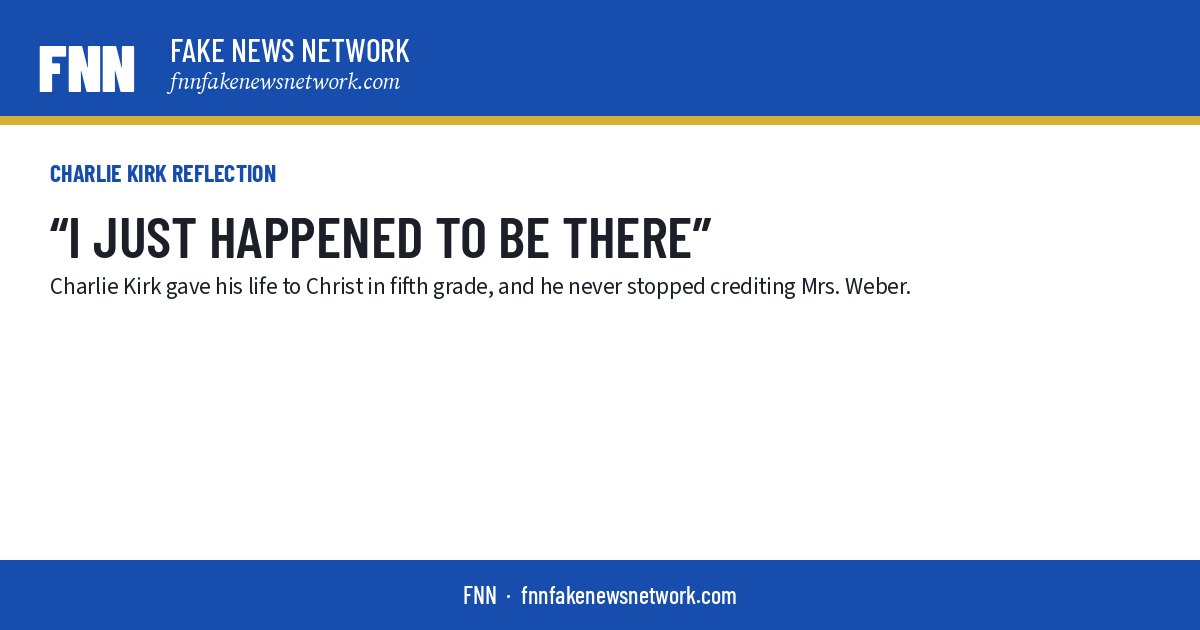 FNN
FAKE NEWS NETWORK
fnnfakenewsnetwork.com
CHARLIE KIRK REFLECTION
“I JUST HAPPENED TO BE THERE”
Charlie Kirk gave his life to Christ in fifth grade, and he never stopped crediting Mrs. Weber.
FNN · fnnfakenewsnetwork.com